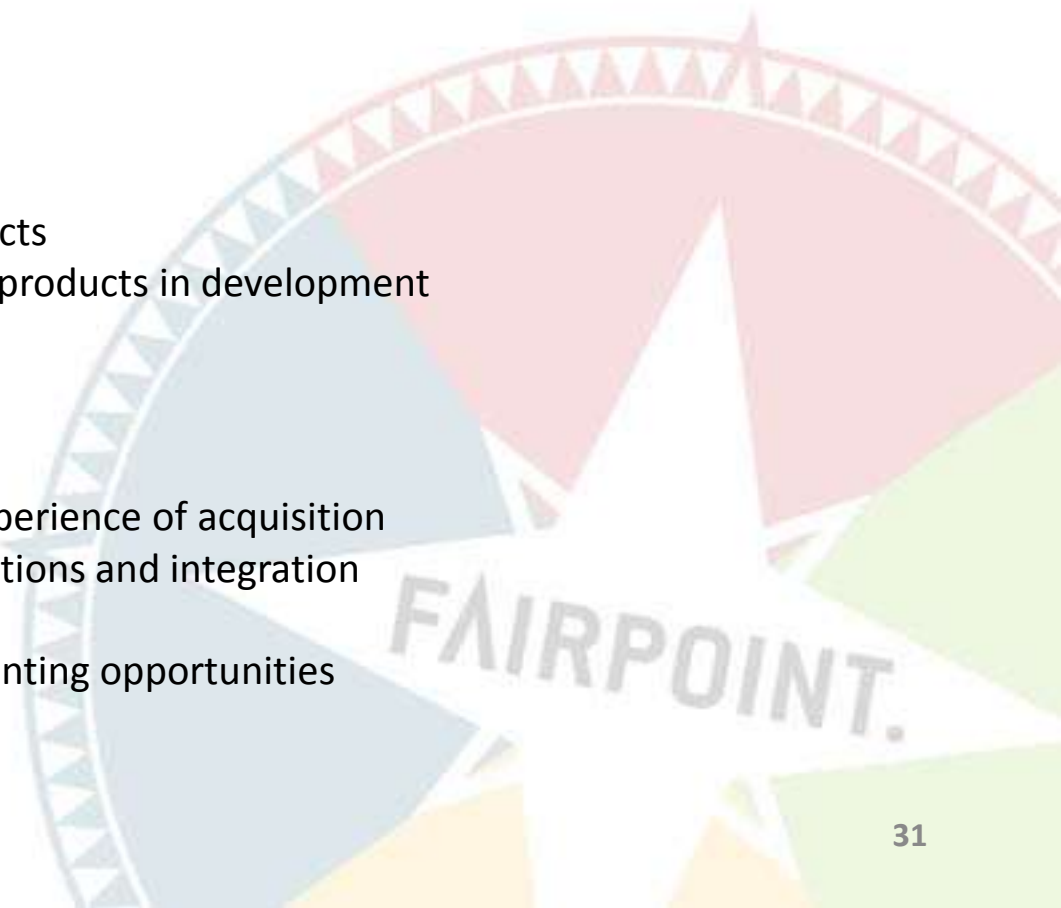 cts
products in development
perience of acquisition
tions and integration
nting opportunities
FAIRPOINT.
31